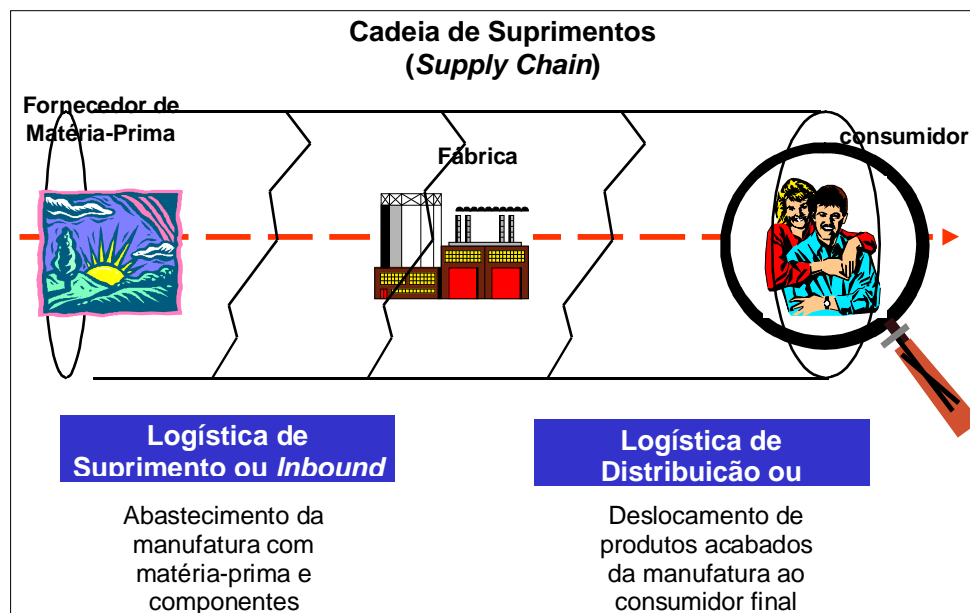 Cadeia de Suprimentos
(Supply Chain)
Fornecedor de
Matéria-Prima
Fábrica
consumidor
Logística de
Suprimento ou Inbound
Logística de
Distribuição ou
Abastecimento da
manufatura com
matéria-prima e
componentes
Deslocamento de
produtos acabados
da manufatura ao
consumidor final